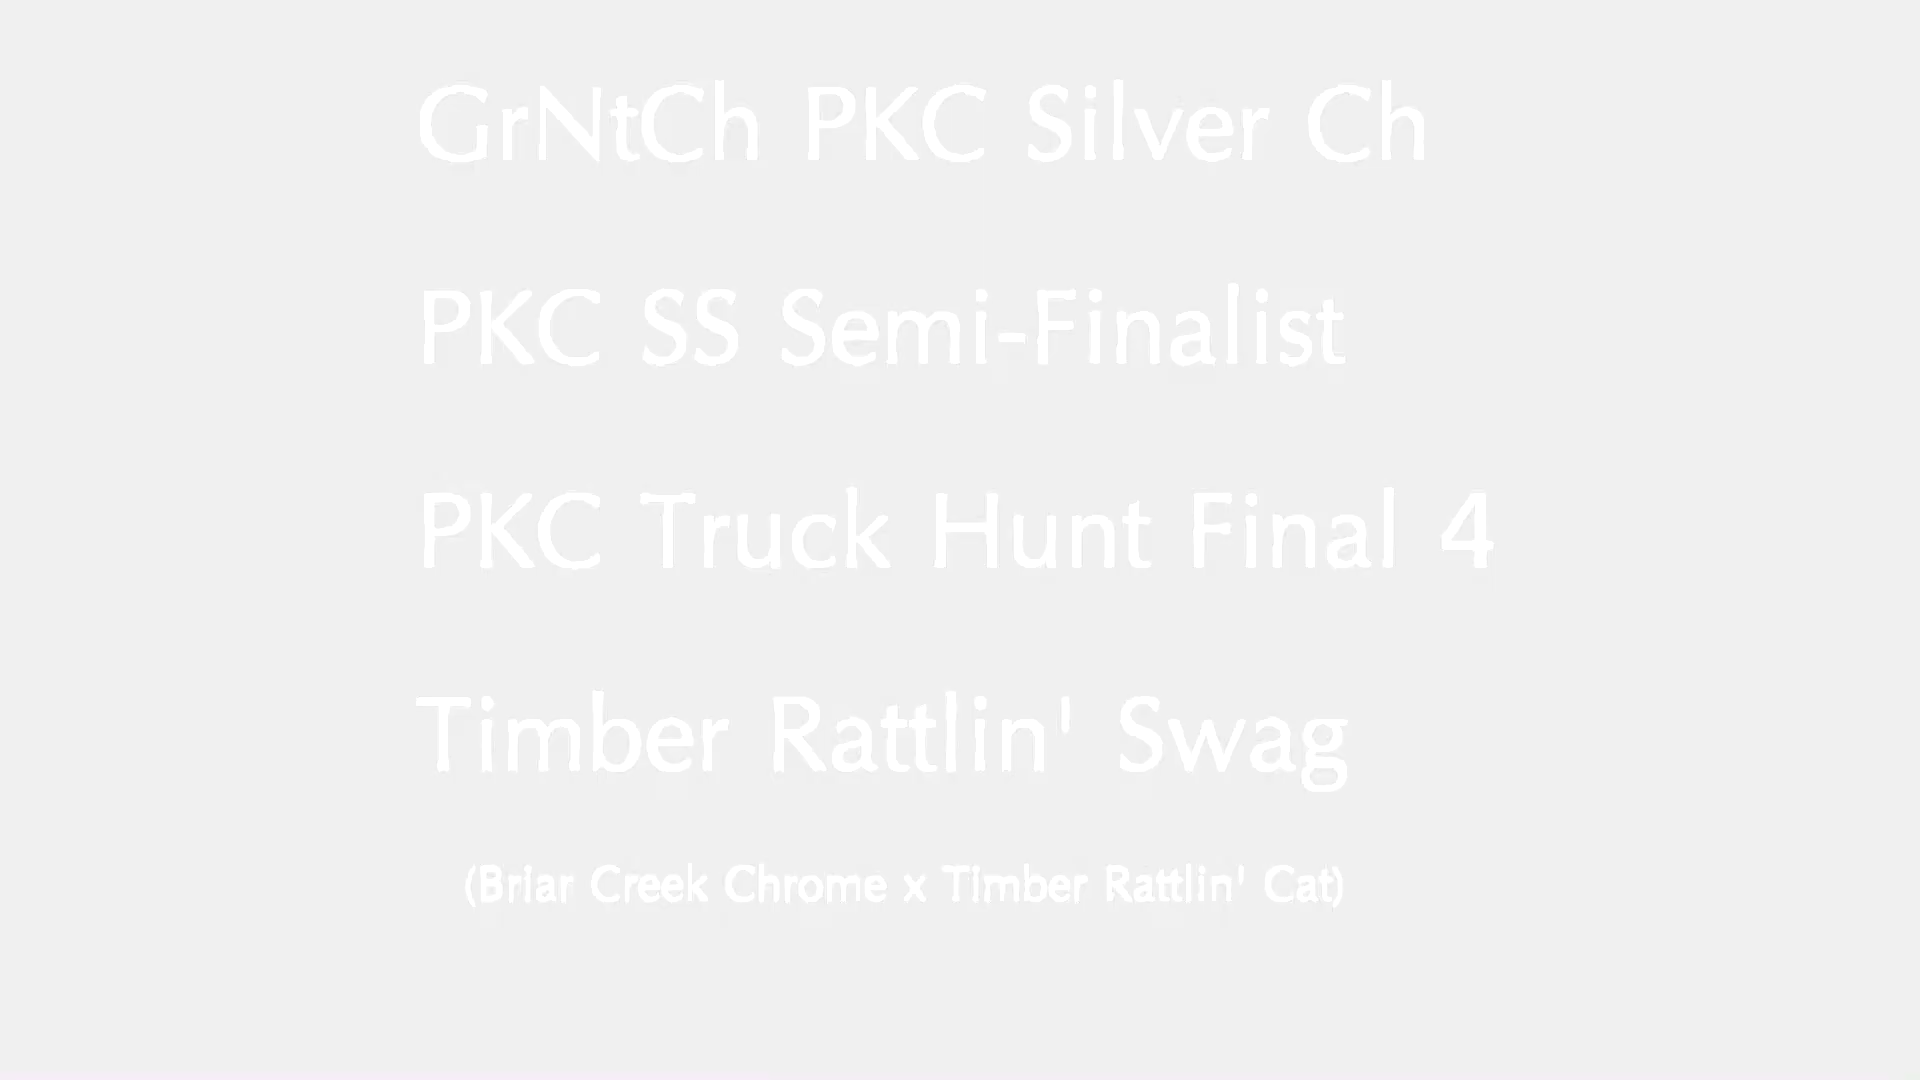 GrNtCh PKC Silver Ch
PKC SS Semi-Finalist
PKC Truck Hunt Final 4
Timber Rattlin' Swag
(Briar Creek Chrome x Timber Rattlin' Cat)